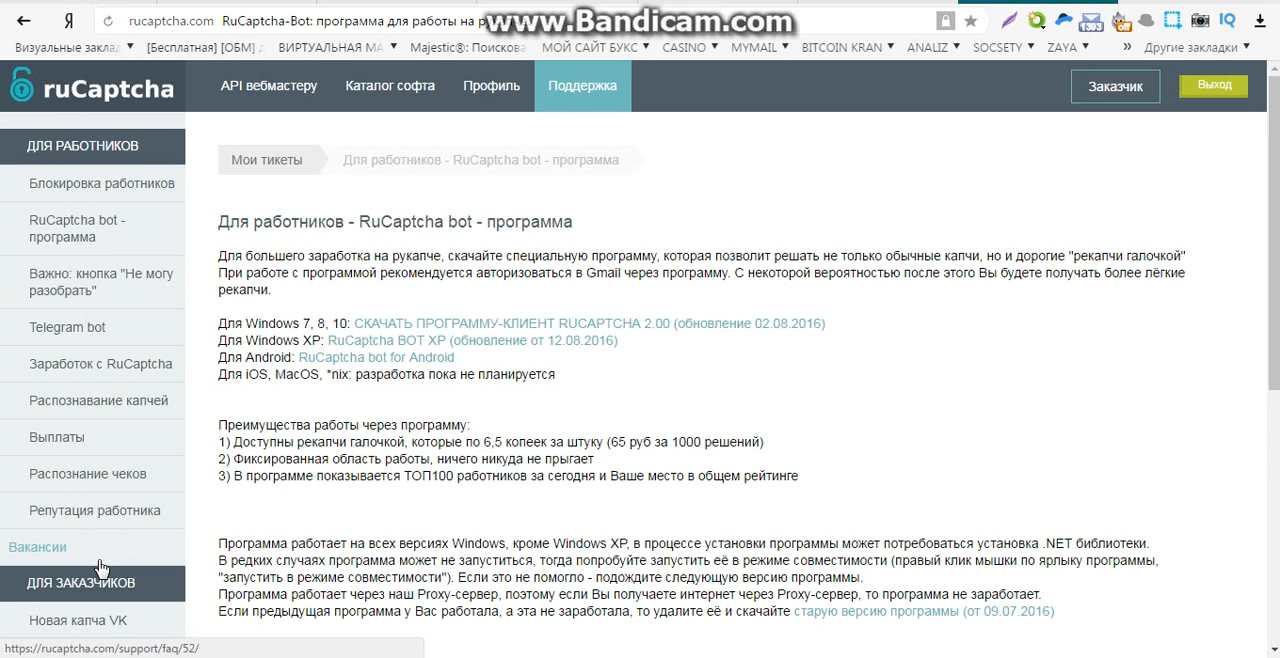 Я
rucaptcha.com RuCaptcha-Bot: программа для работы на
www.Bandicam.com
1393
off
IQ
Визуальные заклад [Бесплатная] [ОБМ] ВИРТУАЛЬНАЯ МА Majestic®: Поискова МОЙ САЙТ БУКС CASINO MYMAIL BITCOIN KRAN ANALIZ SOCSETY ZAYA » Другие закладки
ruCaptcha
API вебмастеру
Каталог софта
Профиль
Поддержка
Заказчик
Выход
ДЛЯ РАБОТНИКОВ
Блокировка работников
RuCaptcha bot -
программа
Важно: кнопка "Не могу
разобрать"
Telegram bot
Заработок с RuCaptcha
Распознавание капчей
Выплаты
Распознание чеков
Репутация работника
Вакансии
ДЛЯ ЗАКАЗЧИКОВ
Новая капча VK
https://rucaptcha.com/support/faq/52/
Мои тикеты
Для работников - RuCaptcha bot - программа
Для работников - RuCaptcha bot - программа
Для большего заработка на рукапче, скачайте специальную программу, которая позволит решать не только обычные капчи, но и дорогие "рекапчи галочкой"
При работе с программой рекомендуется авторизоваться в Gmail через программу. С некоторой вероятностью после этого Вы будете получать более лёгкие
рекапчи.
Для Windows 7, 8, 10: СКАЧАТЬ ПРОГРАММУ-КЛИЕНТ RUCAPTCHA 2.00 (обновление 02.08.2016)
Для Windows XP: RuCaptcha BOT XP (обновление от 12.08.2016)
Для Android: RuCaptcha bot for Android
Для iOS, MacOS, *nix: разработка пока не планируется
Преимущества работы через программу:
1) Доступны рекапчи галочкой, которые по 6,5 копеек за штуку (65 руб за 1000 решений)
2) Фиксированная область работы, ничего никуда не прыгает
3) В программе показывается ТОП100 работников за сегодня и Ваше место в общем рейтинге
Программа работает на всех версиях Windows, кроме Windows XP, в процессе установки программы может потребоваться установка .NET библиотеки.
В редких случаях программа может не запуститься, тогда попробуйте запустить её в режиме совместимости (правый клик мышки по ярлыку программы,
"запустить в режиме совместимости"). Если это не помогло - подождите следующую версию программы.
Программа работает через наш Proxy-сервер, поэтому если Вы получаете интернет через Proxy-сервер, то программа не заработает.
Если предыдущая программа у Вас работала, а эта не заработала, то удалите её и скачайте старую версию программы (от 09.07.2016)